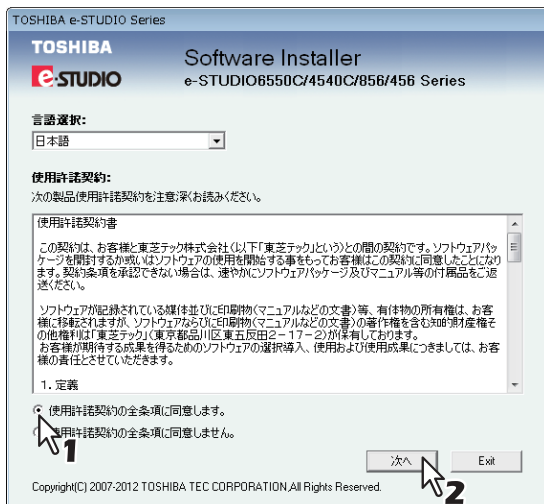 TOSHIBA e-STUDIO Series
TOSHIBA
e-STUDIO
Software Installer
e-STUDIO6550C/4540C/856/456 Series
言語選択:
日本語
使用許諾契約:
次の製品使用許諾契約を注意深くお読みください。
使用許諾契約書
この契約は、お客様と東芝テック株式会社(以下「東芝テック」という)との間の契約です。ソフトウェアパッ
ケージを開封するか或いはソフトウェアの使用を開始する事をもってお客様はこの契約に同意したことになり
ます。契約条項を承認できない場合は、速やかにソフトウェアパッケージ及びマニュアル等の付属品をご返
送ください。
ソフトウェアが記録されている媒体並びに印刷物(マニュアルなどの文書)等、有体物の所有権は、お客
様に移転されますが、ソフトウェアならびに印刷物(マニュアルなどの文書)の著作権を含む知的財産権そ
の他権利は「東芝テック」(東京都品川区東五反田2-17-2)が保有しております。
お客様が期待する成果を得るためのソフトウェアの選択導入、使用および使用成果につきましては、お客
様の責任とさせていただきます。
1. 定義
使用許諾契約の全条項に同意します。
使用許諾契約の全条項に同意しません。
1
次へ
Exit
2
Copyright(C) 2007-2012 TOSHIBA TEC CORPORATION,All Rights Reserved.